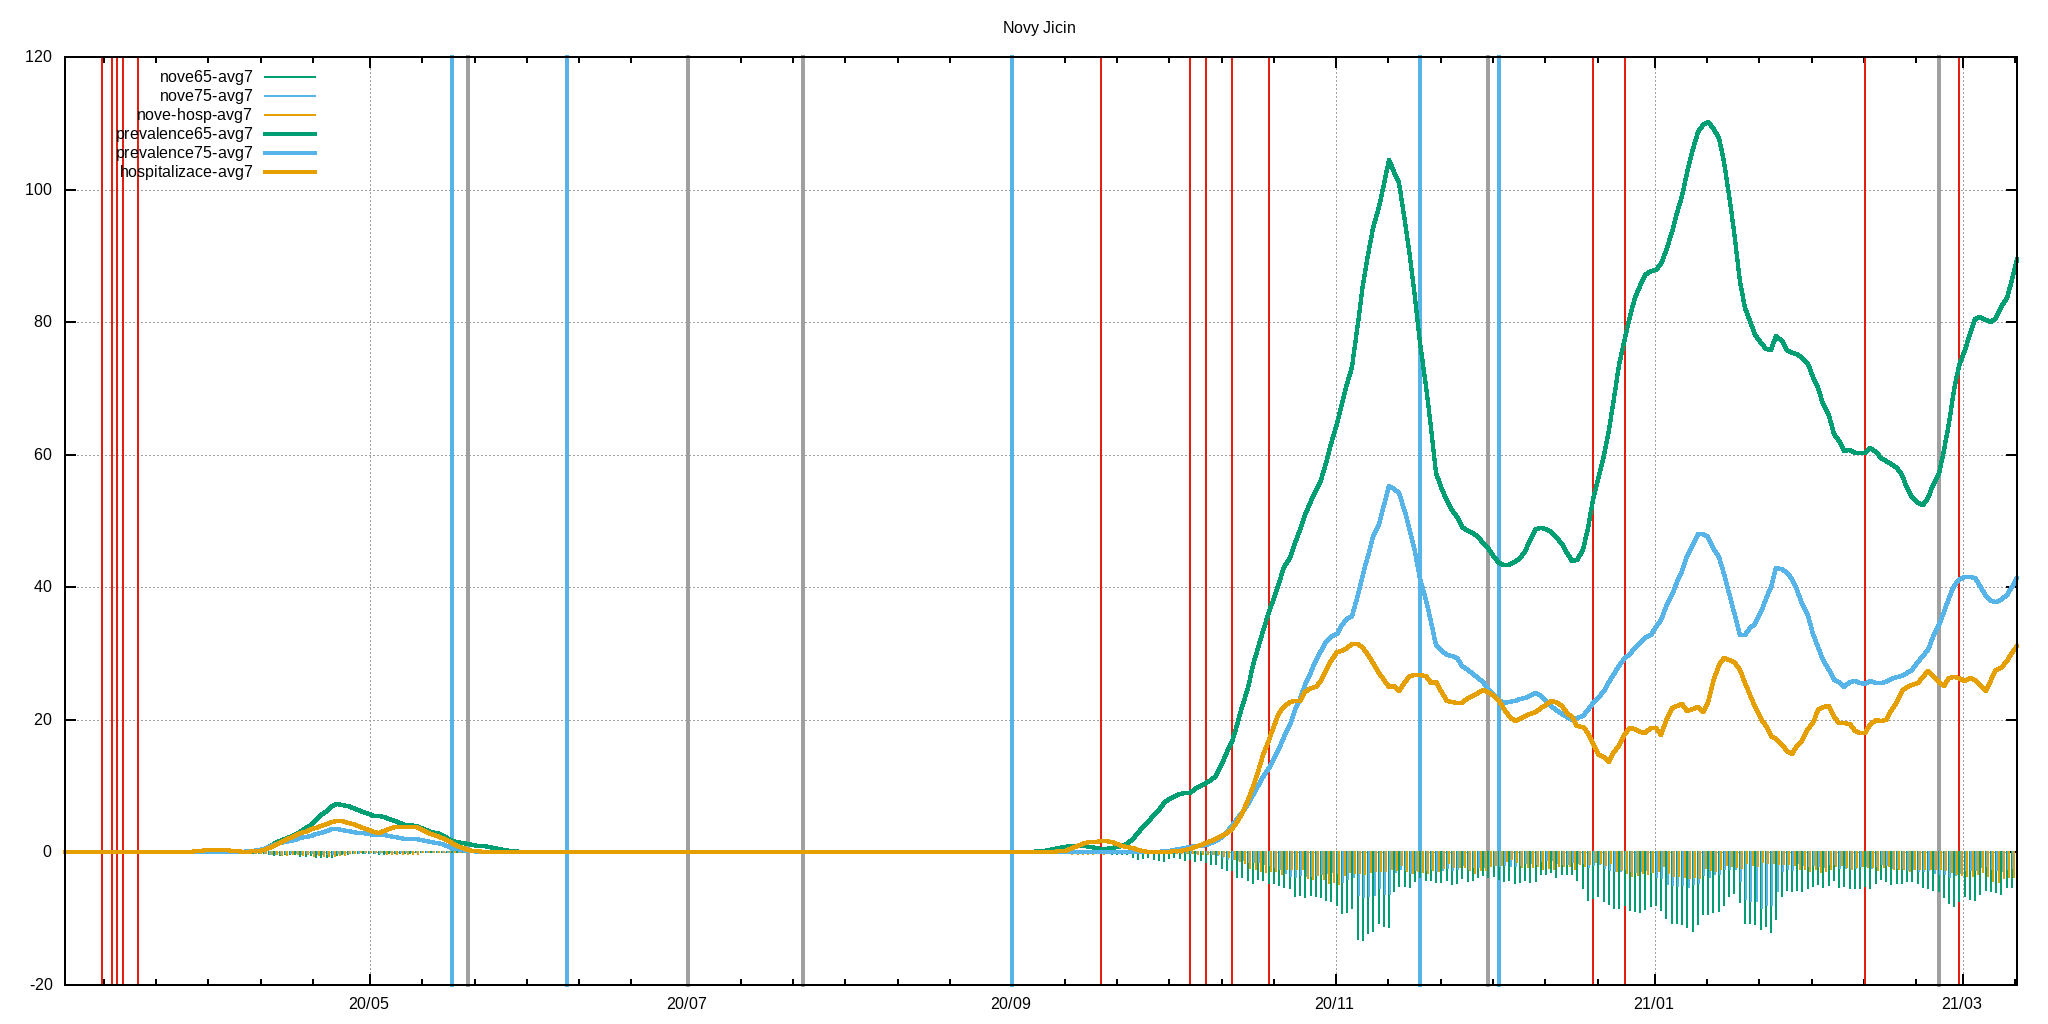 Novy Jicin
120
nove65-avg7
nove75-avg7
nove-hosp-avg7
prevalence65-avg7
prevalence75-avg7
hospitalizace-avg7
100
80
60
40
20
0
-20
20/05 20/07 20/09 20/11 21/01 21/03